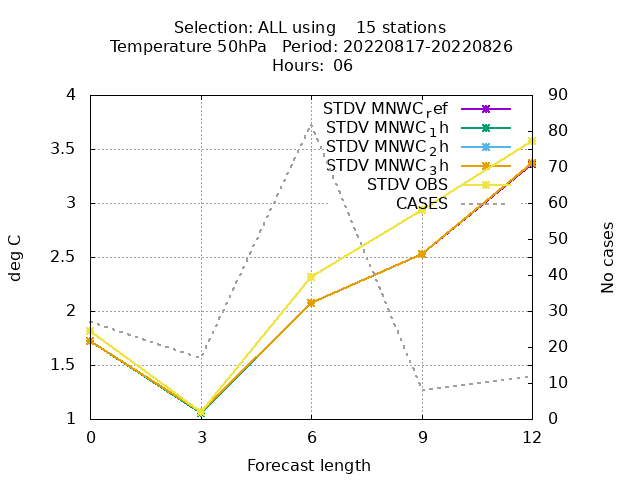 Selection: ALL using    15 stations
Temperature 50hPa   Period: 20220817-20220826
Hours: 06
4
3.5
3
2.5
2
1.5
1
deg C
STDV MNWC_ref
STDV MNWC_1h
STDV MNWC_2h
STDV MNWC_3h
STDV OBS
CASES
90
80
70
60
50
40
30
20
10
0
No cases
0 3 6 9 12
Forecast length